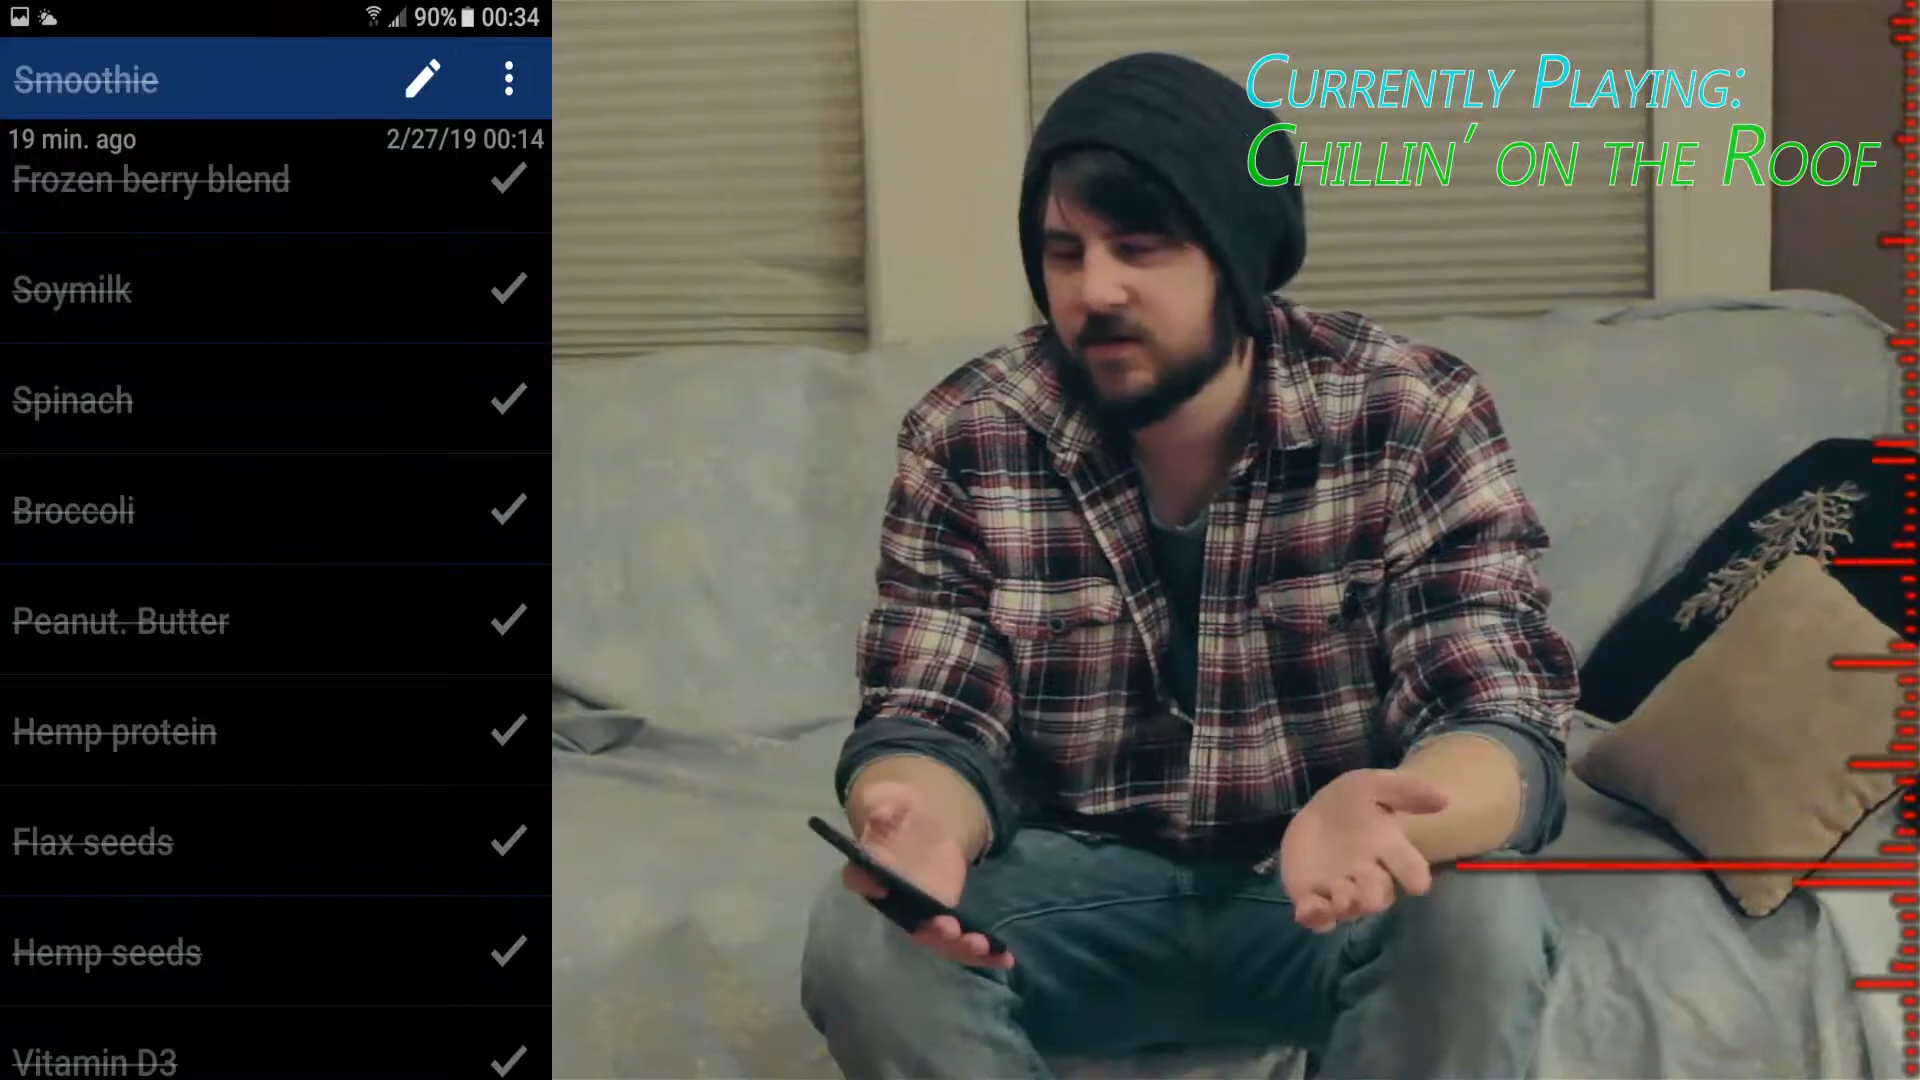 90% 00:34
Smoothie
19 min. ago 2/27/19 00:14
Frozen berry blend
Soymilk
Spinach
Broccoli
Peanut. Butter
Hemp protein
Flax seeds
Hemp seeds
Vitamin D3
Currently Playing:
Chillin' on the Roof